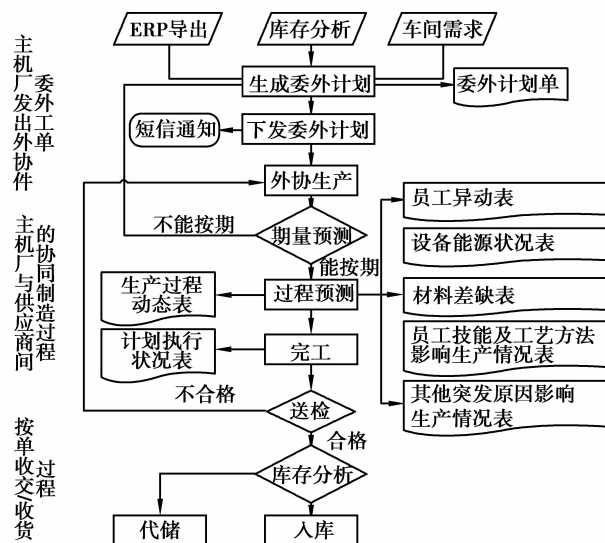 ERP导出
库存分析
车间需求
主机厂发出外协件
委外工单
生成委外计划
委外计划单
短信通知
下发委外计划
外协生产
员工异动表
不能按期
期量预测
设备能源状况表
能按期
主机厂与供应商间
的协同制造过程
生产过程
动态表
过程预测
材料差缺表
计划执行
状况表
完工
员工技能及工艺方法
影响生产情况表
不合格
送检
其他突发原因影响
生产情况表
合格
按单收交/收货
过程
库存分析
代储
入库